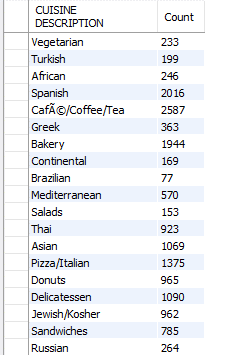 CUISINE DESCRIPTION Count
Vegetarian 233
Turkish 199
African 246
Spanish 2016
CafÃ©/Coffee/Tea 2587
Greek 363
Bakery 1944
Continental 169
Brazilian 77
Mediterranean 570
Salads 153
Thai 923
Asian 1069
Pizza/Italian 1375
Donuts 965
Delicatessen 1090
Jewish/Kosher 962
Sandwiches 785
Russian 264